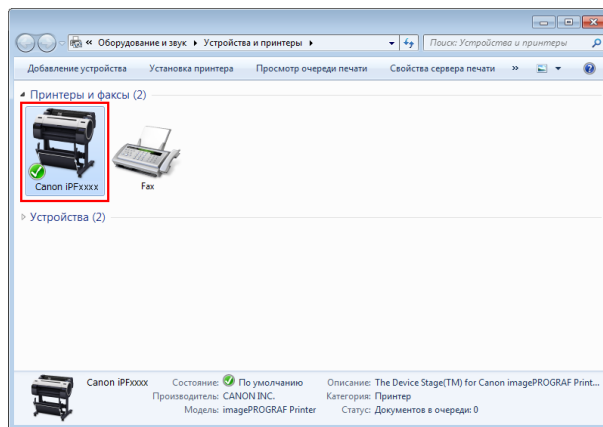 « Оборудование и звук Устройства и принтеры Поиск: Устройства и принтеры
Добавление устройства Установка принтера Просмотр очереди печати Свойства сервера печати »
Принтеры и факсы (2)
Canon iPFxxxx Fax
Устройства (2)
Canon iPFxxxx Состояние: По умолчанию Описание: The Device Stage(TM) for Canon imagePROGRAF Print...
Производитель: CANON INC. Категория: Принтер
Модель: imagePROGRAF Printer Статус: Документов в очереди: 0